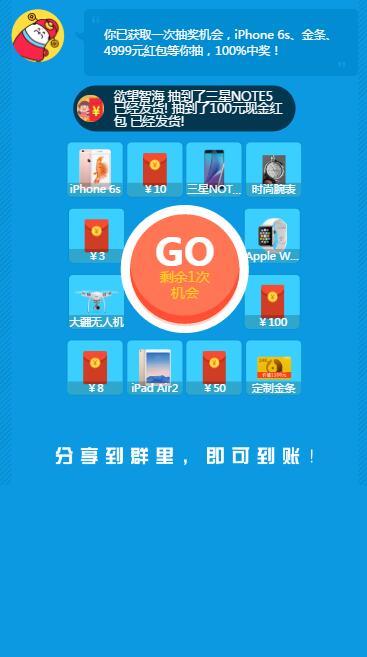 你已获取一次抽奖机会，iPhone 6s、金条、
4999元红包等你抽，100%中奖！
欲望智海 抽到了三星NOTE5
已经发货! 抽到了100元现金红
包 已经发货!
iPhone 6s
￥10
三星NOT...
时尚腕表
￥3
Apple W...
GO
剩余1次
机会
大疆无人机
￥100
￥8
iPad Air2
￥50
定制金条
分享到群里，即可到账！